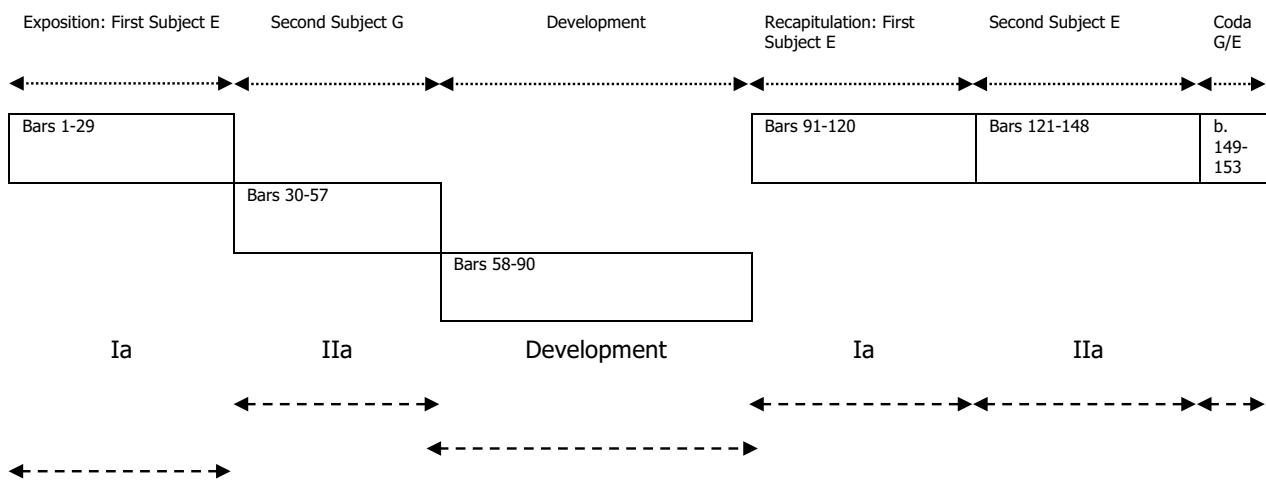 Exposition: First Subject E
Second Subject G
Development
Recapitulation: First
Subject E
Second Subject E
Coda
G/E
Bars 1-29
Bars 91-120
Bars 121-148
b.
149-
153
Bars 30-57
Bars 58-90
Ia
IIa
Development
Ia
IIa